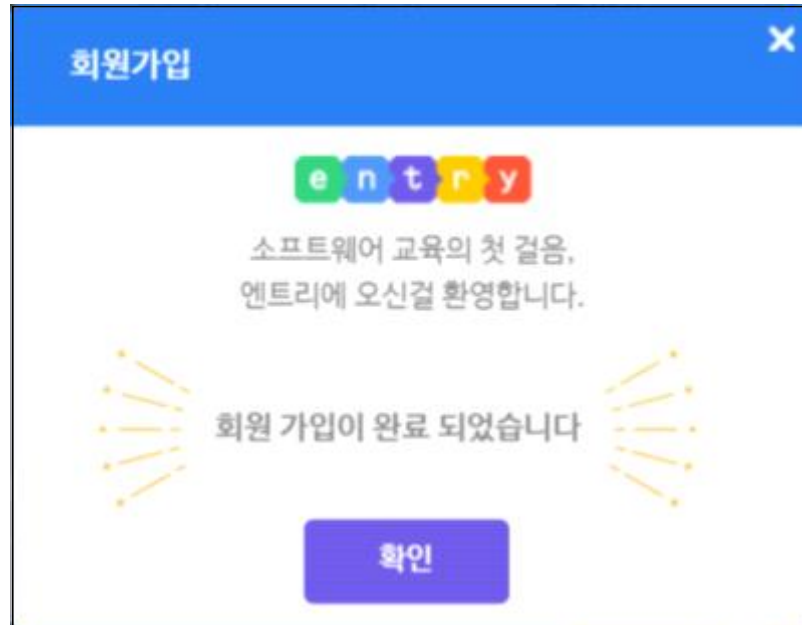 회원가입
entry
소프트웨어 교육의 첫 걸음,
엔트리에 오신걸 환영합니다.
회원 가입이 완료 되었습니다
확인